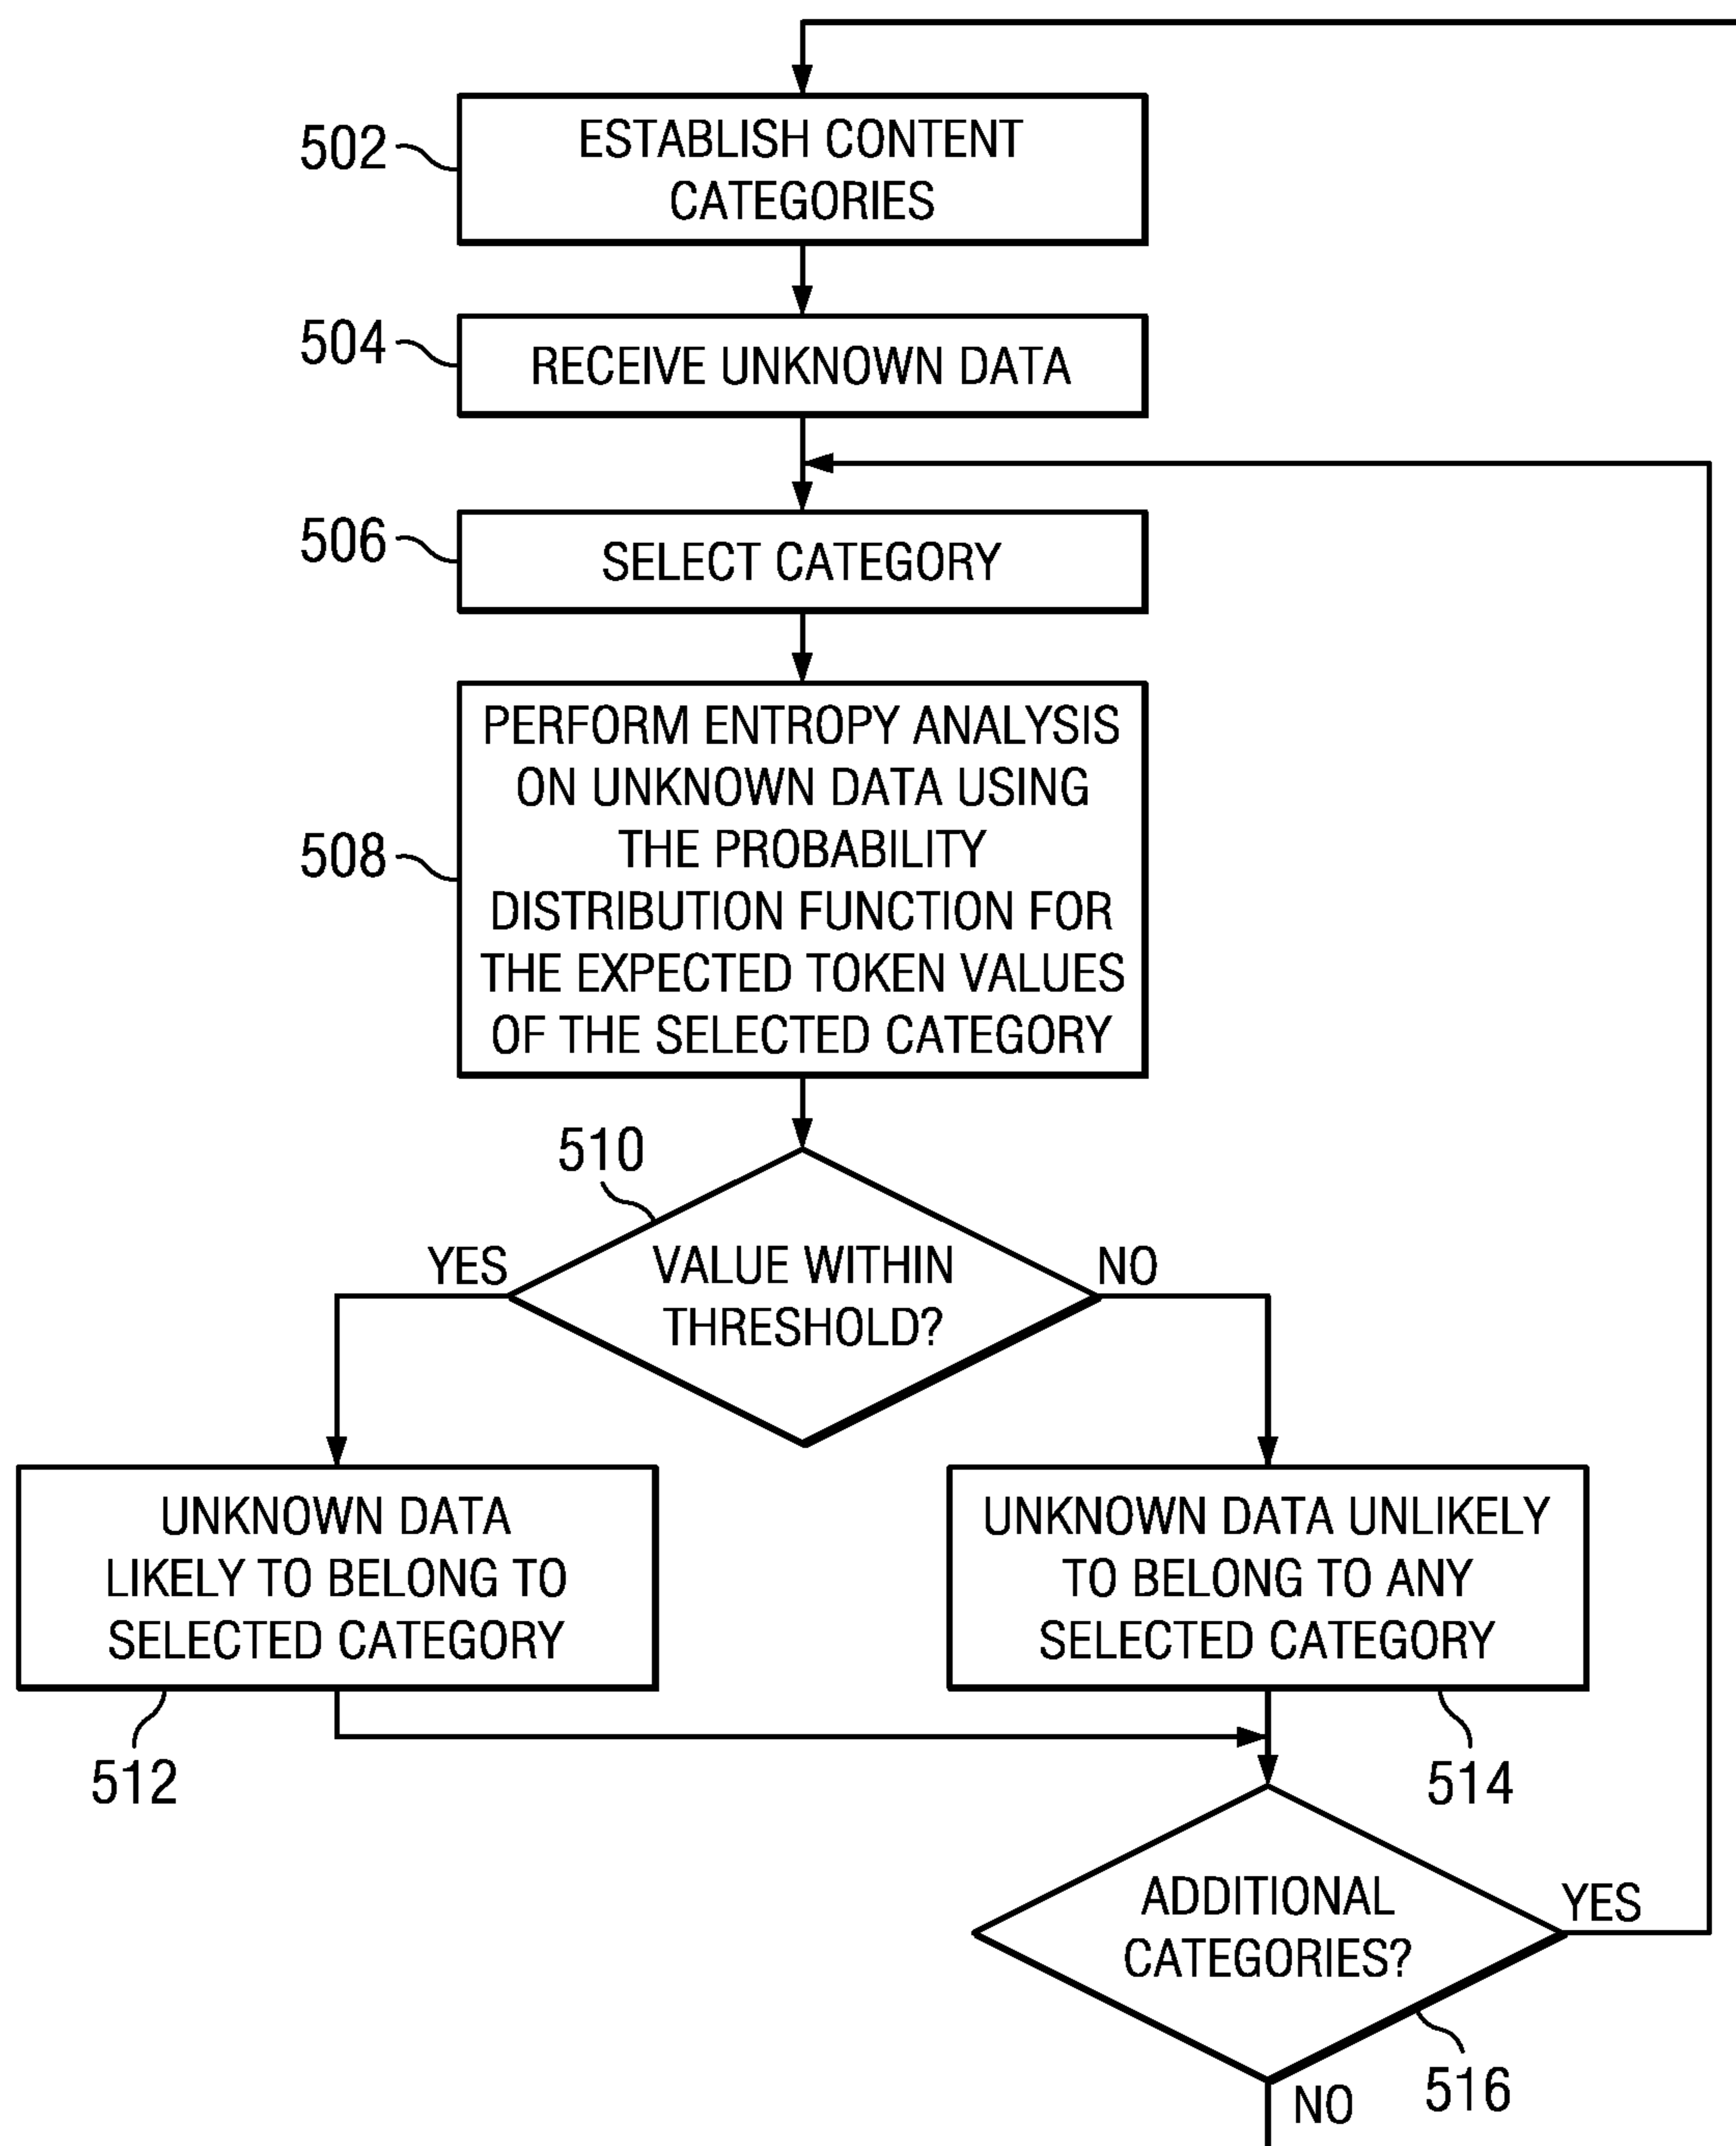 502
ESTABLISH CONTENT
CATEGORIES
504
RECEIVE UNKNOWN DATA
506
SELECT CATEGORY
508
PERFORM ENTROPY ANALYSIS
ON UNKNOWN DATA USING
THE PROBABILITY
DISTRIBUTION FUNCTION FOR
THE EXPECTED TOKEN VALUES
OF THE SELECTED CATEGORY
510
YES
VALUE WITHIN
THRESHOLD?
NO
UNKNOWN DATA
LIKELY TO BELONG TO
SELECTED CATEGORY
512
UNKNOWN DATA UNLIKELY
TO BELONG TO ANY
SELECTED CATEGORY
514
ADDITIONAL
CATEGORIES?
YES
516
NO